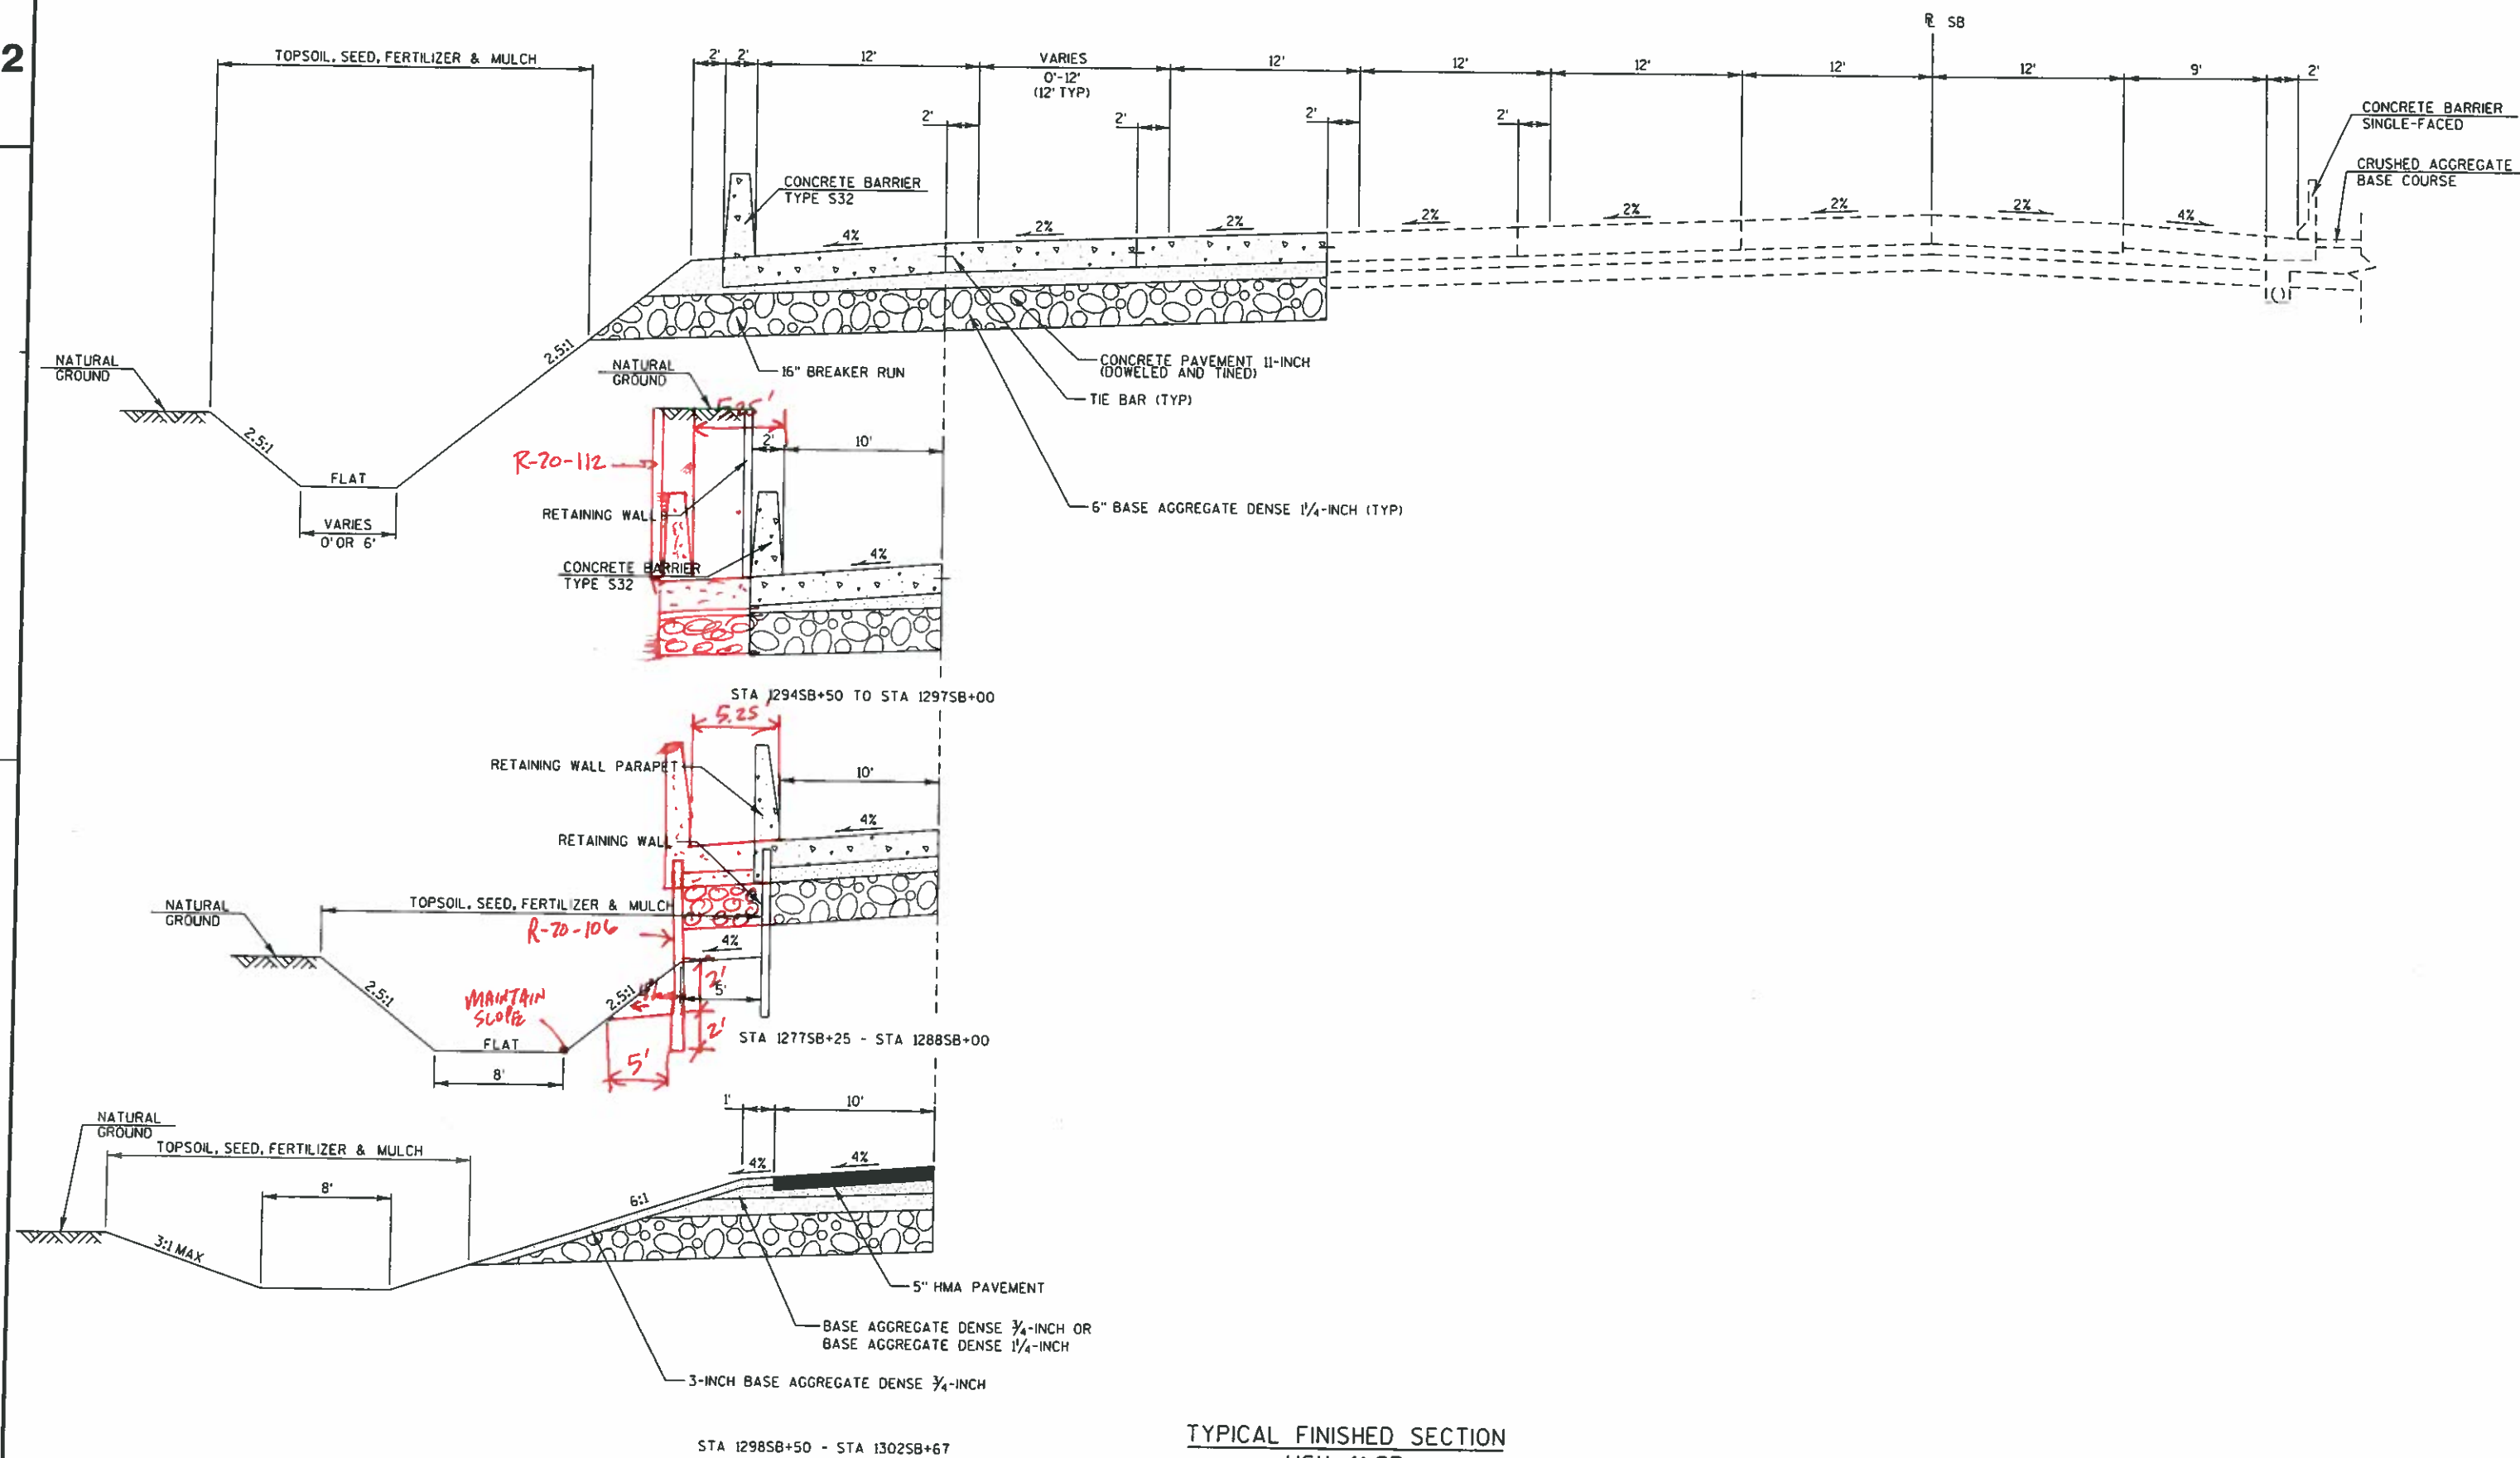 2
℞ SB
TOPSOIL, SEED, FERTILIZER & MULCH
2' 2' 12' VARIES 12' 12' 12' 12' 12' 9' 2'
0'-12'
(12' TYP)
2' 2' 2' 2'
CONCRETE BARRIER
SINGLE-FACED
CRUSHED AGGREGATE
BASE COURSE
CONCRETE BARRIER
TYPE S32
4% 2% 2% 2% 2% 2% 2% 4%
NATURAL
GROUND
2.5:1
2.5:1
FLAT
VARIES
0' OR 6'
16" BREAKER RUN
CONCRETE PAVEMENT 11-INCH
(DOWELED AND TINED)
TIE BAR (TYP)
6" BASE AGGREGATE DENSE 1 1/4-INCH (TYP)
NATURAL
GROUND
5.25'
2' 10'
R-70-112
RETAINING WALL
CONCRETE BARRIER
TYPE S32
4%
STA 1294SB+50 TO STA 1297SB+00
5.25'
RETAINING WALL PARAPET
10'
4%
RETAINING WALL
NATURAL
GROUND
TOPSOIL, SEED, FERTILIZER & MULCH
R-70-106
4%
2.5:1
2.5:1
2'
5'
2'
MAINTAIN
SLOPE
FLAT
8'
5'
STA 1277SB+25 - STA 1288SB+00
NATURAL
GROUND
TOPSOIL, SEED, FERTILIZER & MULCH
8'
1' 10'
4% 4%
6:1
3:1 MAX
5" HMA PAVEMENT
BASE AGGREGATE DENSE 3/4-INCH OR
BASE AGGREGATE DENSE 1 1/4-INCH
3-INCH BASE AGGREGATE DENSE 3/4-INCH
STA 1298SB+50 - STA 1302SB+67
TYPICAL FINISHED SECTION